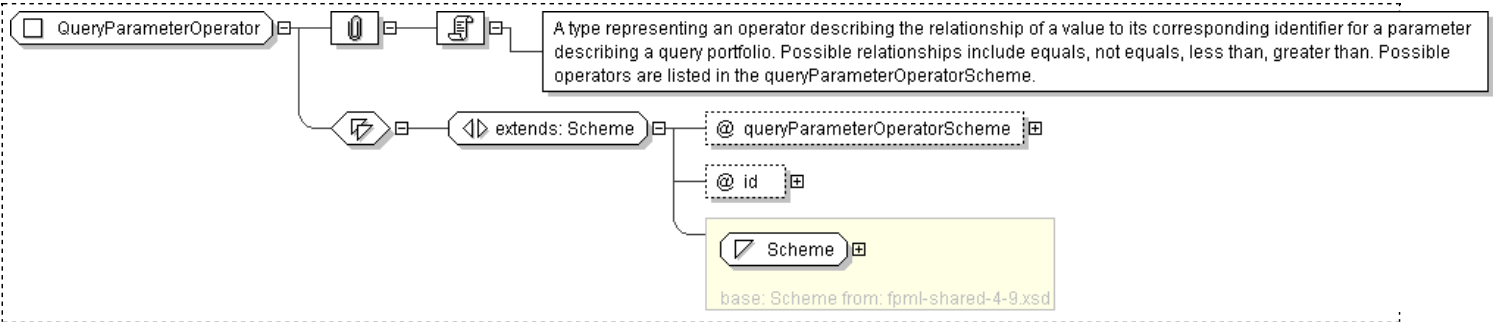 QueryParameterOperator
A type representing an operator describing the relationship of a value to its corresponding identifier for a parameter
describing a query portfolio. Possible relationships include equals, not equals, less than, greater than. Possible
operators are listed in the queryParameterOperatorScheme.
extends: Scheme
@ queryParameterOperatorScheme
@ id
Scheme
base: Scheme from: fpml-shared-4-9.xsd